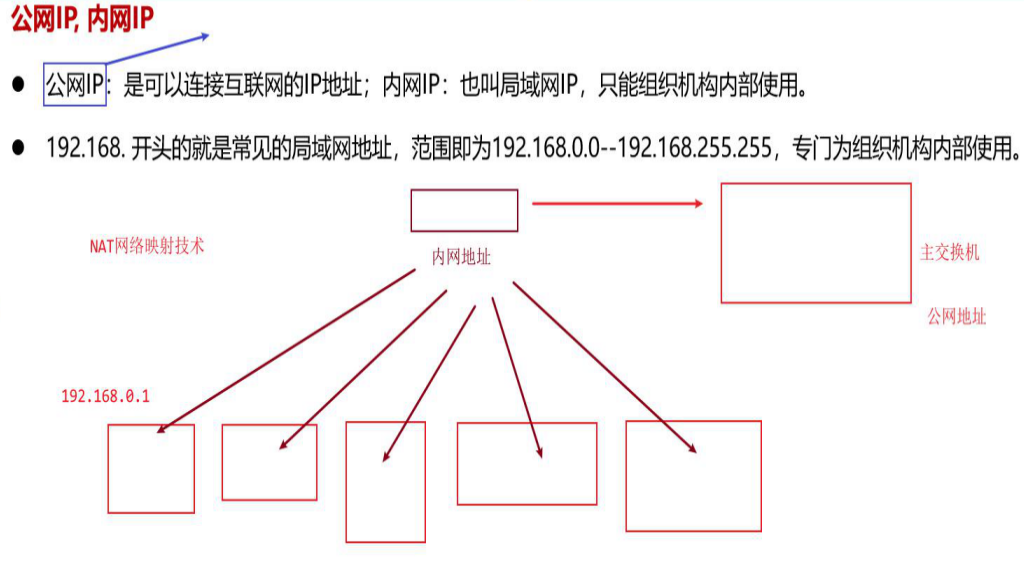 公网IP, 内网IP
公网IP：是可以连接互联网的IP地址；内网IP：也叫局域网IP，只能组织机构内部使用。
192.168. 开头的就是常见的局域网地址，范围即为192.168.0.0--192.168.255.255，专门为组织机构内部使用。
NAT网络映射技术
内网地址
主交换机
公网地址
192.168.0.1